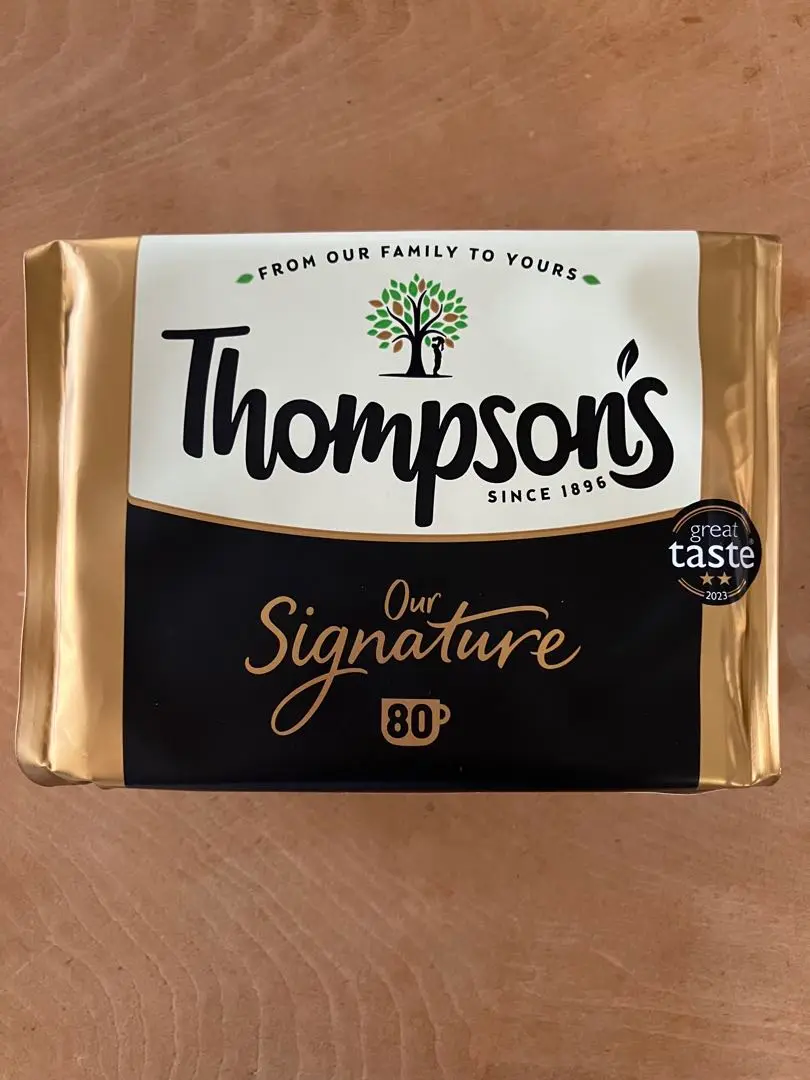 FROM OUR FAMILY TO YOURS
Thompson's
SINCE 1896
great
taste
2023
Our
Signature
80